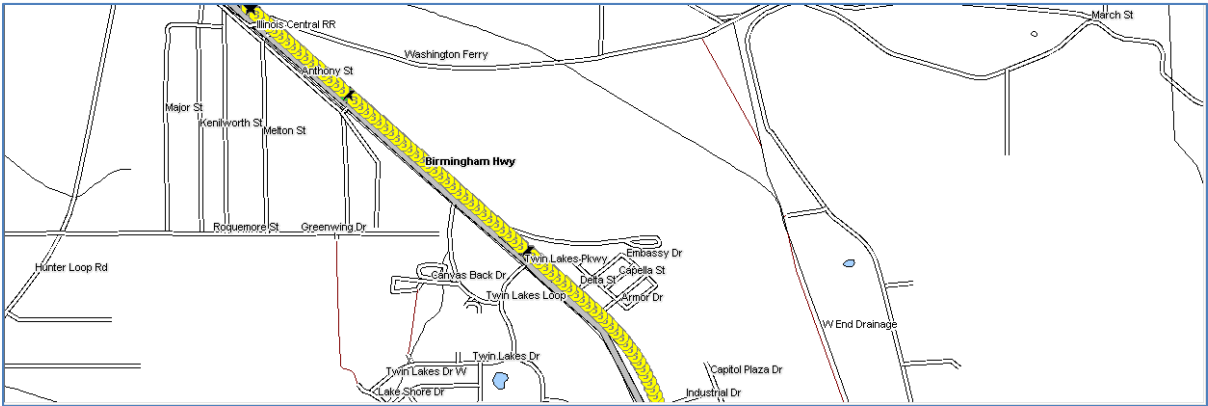 March St
Illinois Central RR
Washington Ferry
Anthony St
Major St
Kenilworth St
Melton St
Birmingham Hwy
Roquemore St
Greenwing Dr
Hunter Loop Rd
Embassy Dr
Twin Lakes Pkwy
Capella St
Canvas Back Dr
Delta St
Twin Lakes Loop
Armor Dr
W End Drainage
Twin Lakes Dr
Twin Lakes Dr W
Capitol Plaza Dr
Lake Shore Dr
Industrial Dr